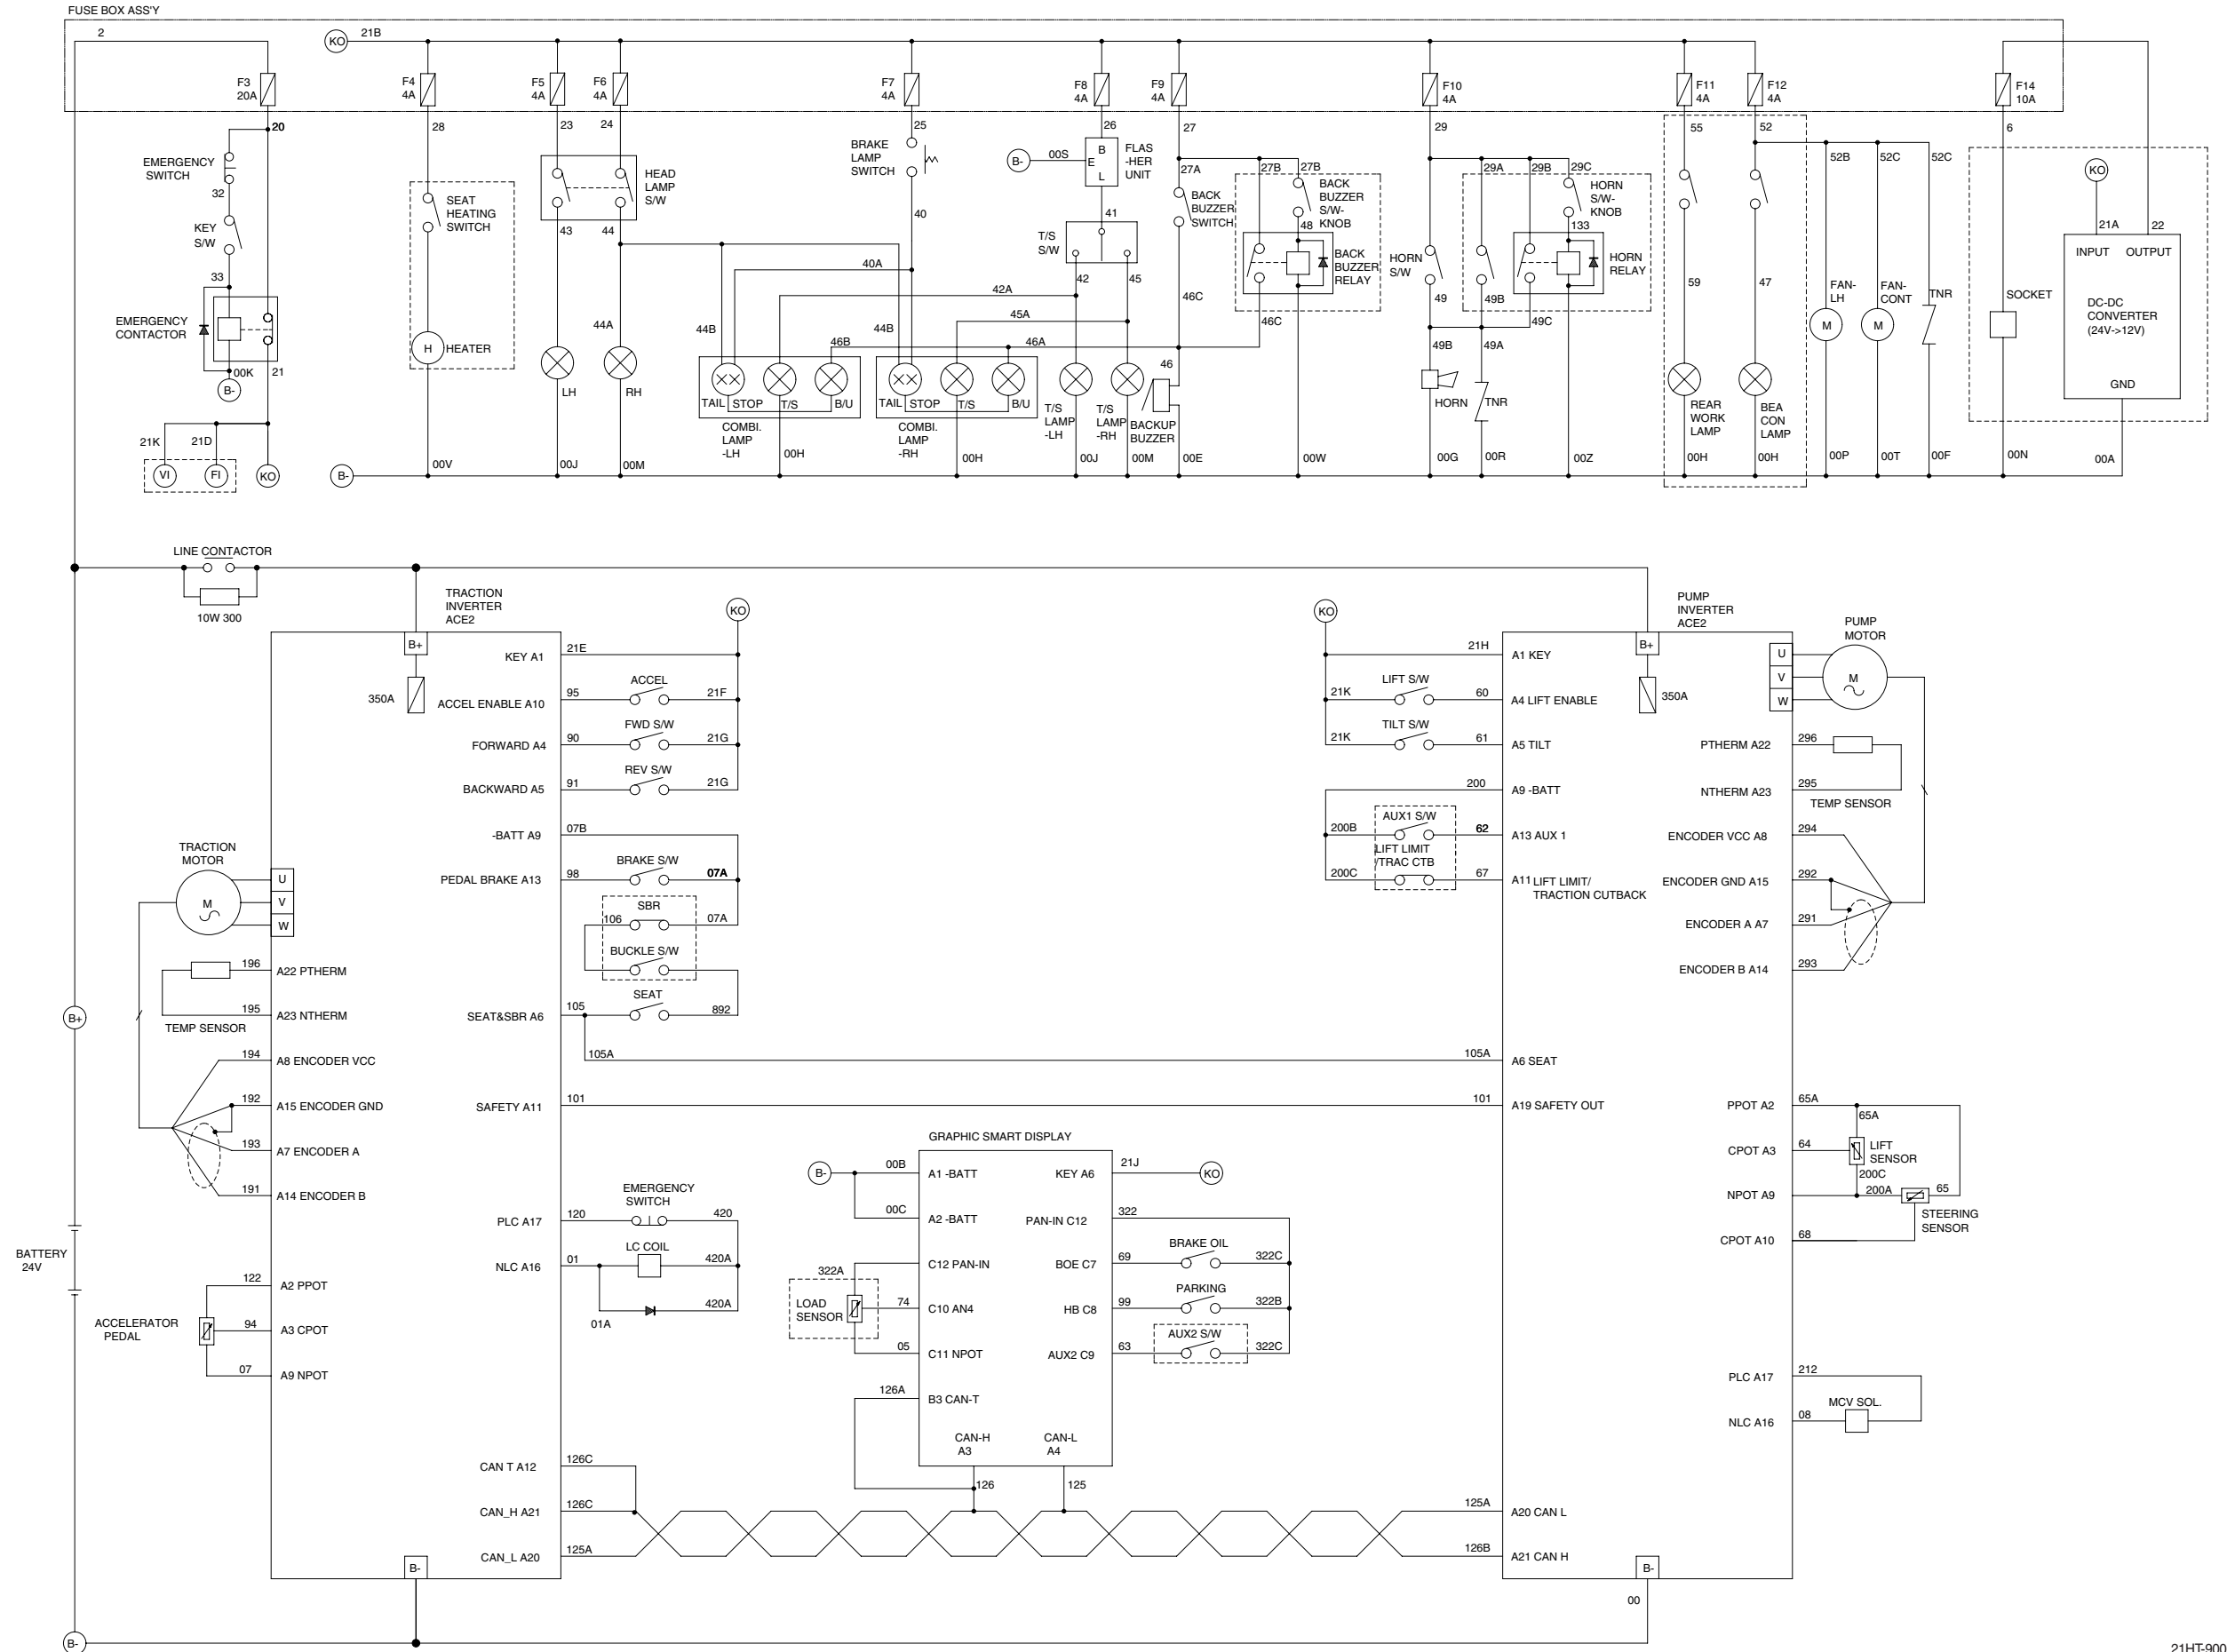 FUSE BOX ASS'Y
2
KO
21B
F3
20A
F4
4A
F5
4A
F6
4A
F7
4A
F8
4A
F9
4A
F10
4A
F11
4A
F12
4A
F14
10A
20
28
23
24
25
26
27
29
55
52
6
EMERGENCY
SWITCH
32
KEY
S/W
33
EMERGENCY
CONTACTOR
00K
21
B-
21K
21D
VI
FI
KO
SEAT
HEATING
SWITCH
H
HEATER
00V
B-
HEAD
LAMP
S/W
43
44
44A
LH
RH
00J
00M
BRAKE
LAMP
SWITCH
40
40A
42A
45A
44B
44B
46B
46A
TAIL
STOP
T/S
B/U
COMBI.
LAMP
-LH
00H
TAIL
STOP
T/S
B/U
COMBI.
LAMP
-RH
00H
B-
00S
B
E
L
FLAS
-HER
UNIT
41
T/S
S/W
42
45
T/S
LAMP
-LH
T/S
LAMP
-RH
00J
00M
27A
BACK
BUZZER
SWITCH
46C
46
BACKUP
BUZZER
00E
27B
27B
BACK
BUZZER
S/W-
KNOB
48
BACK
BUZZER
RELAY
46C
00W
HORN
S/W
49
49B
HORN
00G
29A
29B
29C
HORN
S/W-
KNOB
133
HORN
RELAY
49B
49C
49A
TNR
00R
00Z
59
47
REAR
WORK
LAMP
BEA
CON
LAMP
00H
00H
52B
52C
52C
FAN-
LH
FAN-
CONT
TNR
M
M
00P
00T
00F
SOCKET
00N
KO
21A
22
INPUT
OUTPUT
DC-DC
CONVERTER
(24V->12V)
GND
00A
LINE CONTACTOR
10W 300
TRACTION
INVERTER
ACE2
B+
350A
KEY A1
21E
KO
ACCEL ENABLE A10
95
ACCEL
21F
FORWARD A4
90
FWD S/W
21G
BACKWARD A5
91
REV S/W
21G
-BATT A9
07B
PEDAL BRAKE A13
98
BRAKE S/W
07A
SBR
106
07A
BUCKLE S/W
SEAT
SEAT&SBR A6
105
892
105A
SAFETY A11
101
EMERGENCY
SWITCH
PLC A17
120
420
LC COIL
NLC A16
01
420A
420A
01A
CAN T A12
126C
CAN_H A21
126C
CAN_L A20
125A
B-
TRACTION
MOTOR
M
U
V
W
196
A22 PTHERM
195
A23 NTHERM
TEMP SENSOR
194
A8 ENCODER VCC
192
A15 ENCODER GND
193
A7 ENCODER A
191
A14 ENCODER B
122
A2 PPOT
94
A3 CPOT
07
A9 NPOT
ACCELERATOR
PEDAL
B+
BATTERY
24V
B-
GRAPHIC SMART DISPLAY
B-
00B
A1 -BATT
KEY A6
21J
KO
00C
A2 -BATT
PAN-IN C12
322
322A
C12 PAN-IN
BOE C7
69
BRAKE OIL
322C
LOAD
SENSOR
74
C10 AN4
HB C8
99
PARKING
322B
05
C11 NPOT
AUX2 C9
63
AUX2 S/W
322C
126A
B3 CAN-T
CAN-H
A3
CAN-L
A4
126
125
KO
PUMP
INVERTER
ACE2
B+
350A
21H
A1 KEY
21K
LIFT S/W
60
A4 LIFT ENABLE
21K
TILT S/W
61
A5 TILT
200
A9 -BATT
AUX1 S/W
200B
62
A13 AUX 1
LIFT LIMIT
/TRAC CTB
200C
67
A11 LIFT LIMIT/
TRACTION CUTBACK
105A
A6 SEAT
101
A19 SAFETY OUT
125A
A20 CAN L
126B
A21 CAN H
B-
00
PUMP
MOTOR
M
U
V
W
PTHERM A22
296
NTHERM A23
295
TEMP SENSOR
ENCODER VCC A8
294
ENCODER GND A15
292
ENCODER A A7
291
ENCODER B A14
293
PPOT A2
65A
65A
CPOT A3
64
LIFT
SENSOR
200C
NPOT A9
200A
65
STEERING
SENSOR
CPOT A10
68
PLC A17
212
MCV SOL.
NLC A16
08
21HT-900